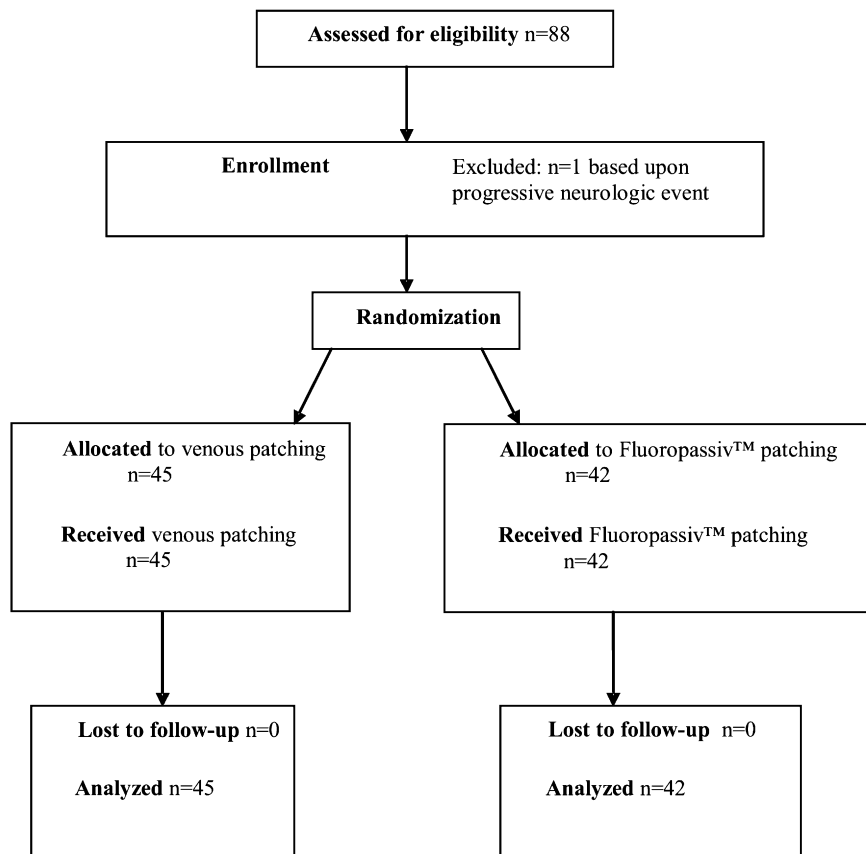 Assessed for eligibility n=88
Enrollment
Excluded: n=1 based upon
progressive neurologic event
Randomization
Allocated to venous patching
n=45
Received venous patching
n=45
Allocated to Fluoropassiv™ patching
n=42
Received Fluoropassiv™ patching
n=42
Lost to follow-up n=0
Analyzed n=45
Lost to follow-up n=0
Analyzed n=42